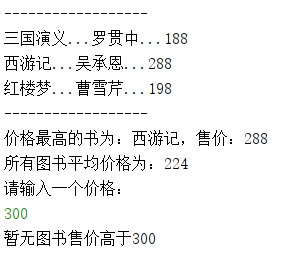 ------------------
三国演义...罗贯中...188
西游记...吴承恩...288
红楼梦...曹雪芹...198
------------------
价格最高的书为：西游记，售价：288
所有图书平均价格为：224
请输入一个价格：
300
暂无图书售价高于300